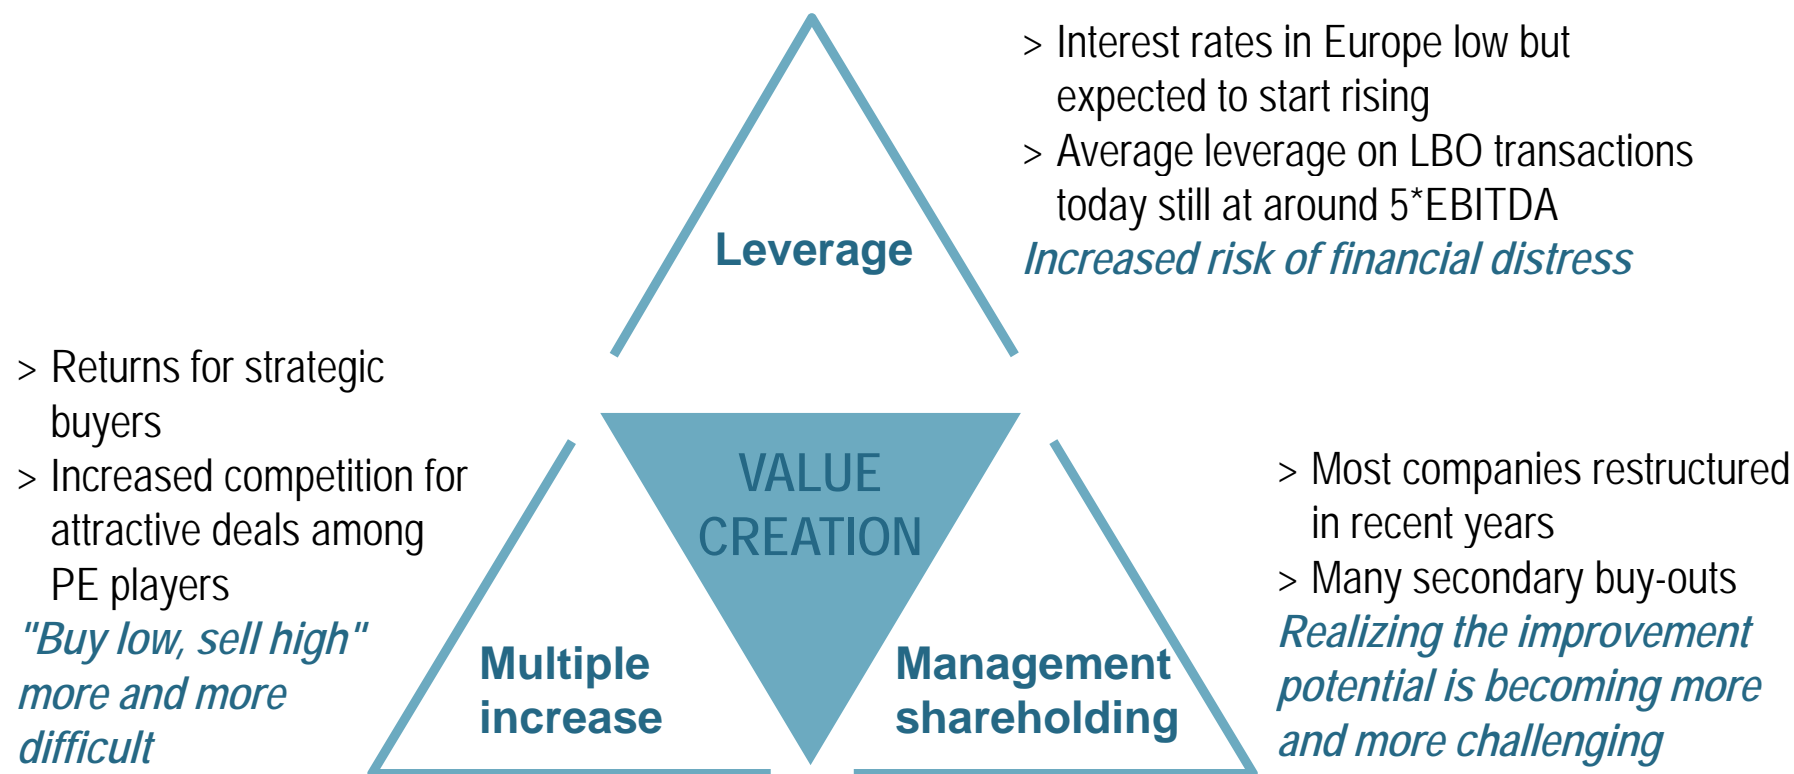 > Interest rates in Europe low but
expected to start rising
> Average leverage on LBO transactions
today still at around 5*EBITDA
Increased risk of financial distress
Leverage
> Returns for strategic
buyers
> Increased competition for
attractive deals among
PE players
"Buy low, sell high"
more and more
difficult
VALUE
CREATION
Multiple
increase
Management
shareholding
> Most companies restructured
in recent years
> Many secondary buy-outs
Realizing the improvement
potential is becoming more
and more challenging